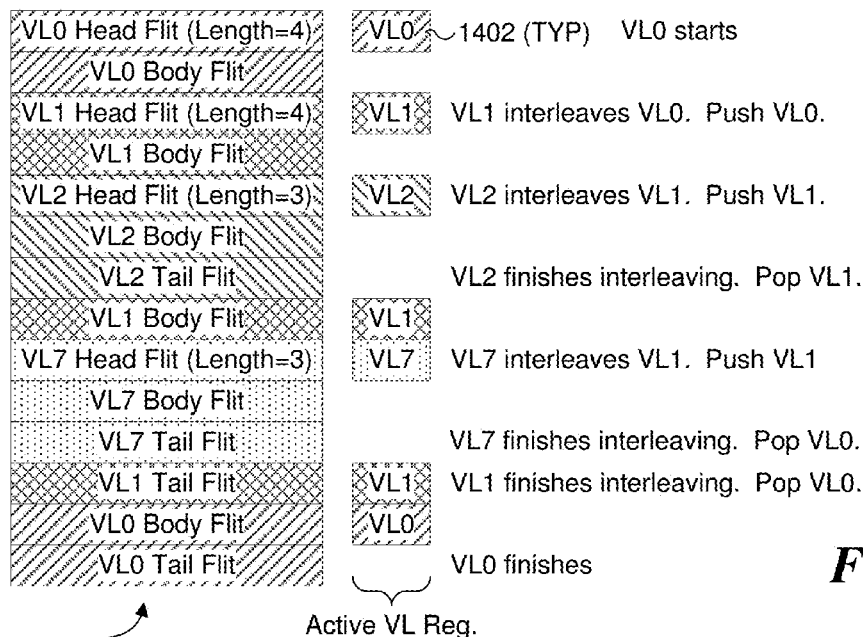 VL0 Head Flit (Length=4) VL0 1402 (TYP) VL0 starts
VL0 Body Flit
VL1 Head Flit (Length=4) VL1 VL1 interleaves VL0. Push VL0.
VL1 Body Flit
VL2 Head Flit (Length=3) VL2 VL2 interleaves VL1. Push VL1.
VL2 Body Flit
VL2 Tail Flit VL2 finishes interleaving. Pop VL1.
VL1 Body Flit VL1
VL7 Head Flit (Length=3) VL7 VL7 interleaves VL1. Push VL1
VL7 Body Flit
VL7 Tail Flit VL7 finishes interleaving. Pop VL0.
VL1 Tail Flit VL1 VL1 finishes interleaving. Pop VL0.
VL0 Body Flit VL0
VL0 Tail Flit VL0 finishes
F
Active VL Reg.